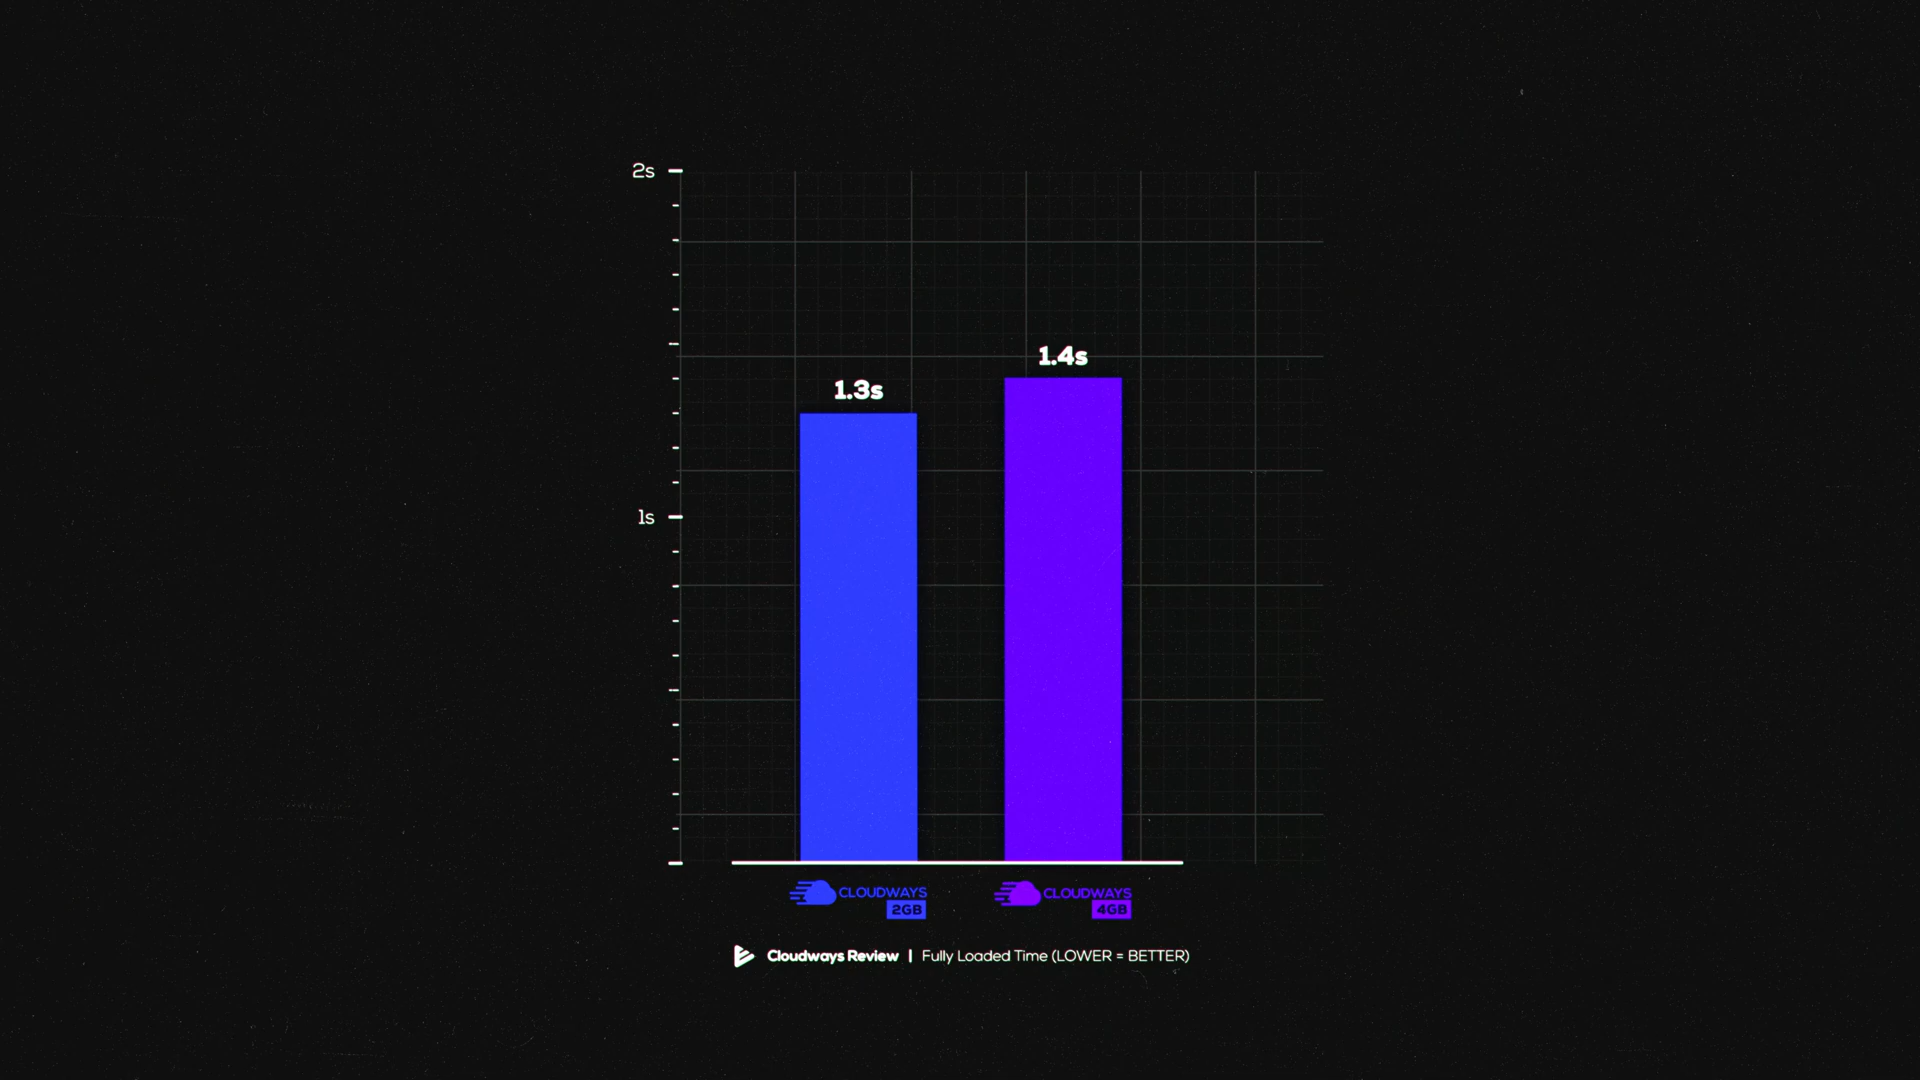 2s
1.4s
1.3s
1s
CLOUDWAYS
2GB
CLOUDWAYS
4GB
Cloudways Review | Fully Loaded Time (LOWER = BETTER)